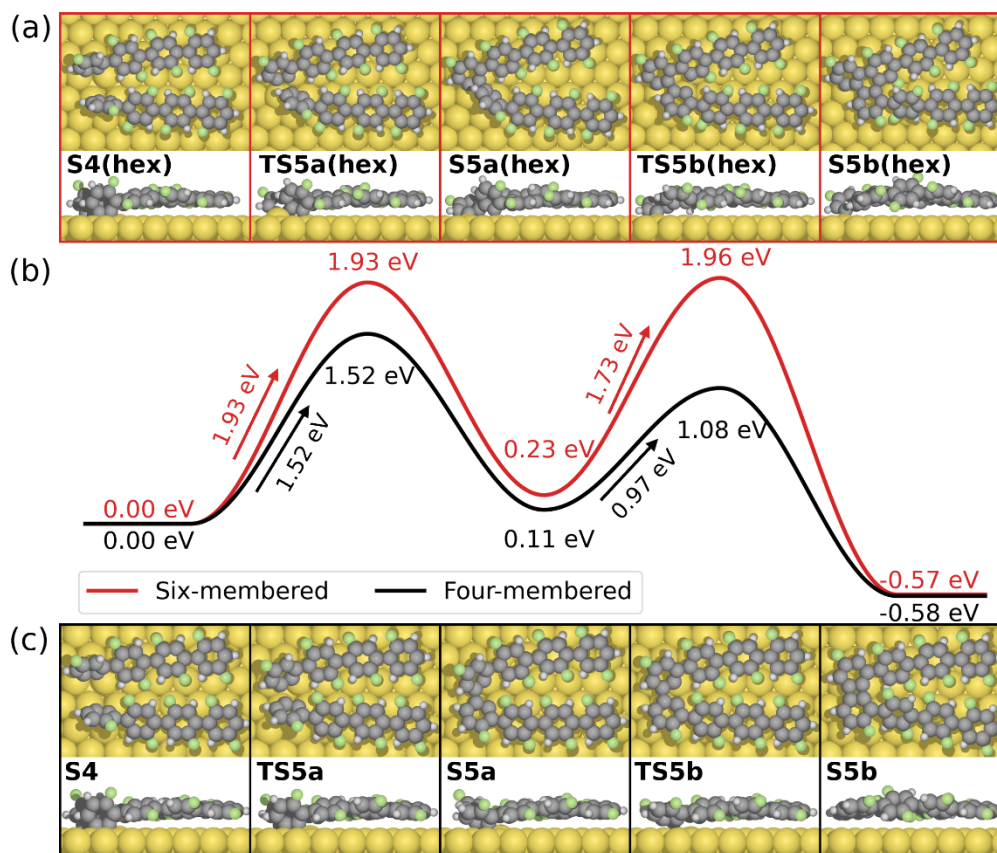 (a)
S4(hex) TS5a(hex) S5a(hex) TS5b(hex) S5b(hex)
(b)
1.93 eV 1.96 eV
1.93 eV 1.52 eV 1.73 eV
1.52 eV 0.23 eV 1.08 eV
0.97 eV
0.00 eV
0.00 eV 0.11 eV
-0.57 eV
Six-membered Four-membered -0.58 eV
(c)
S4 TS5a S5a TS5b S5b